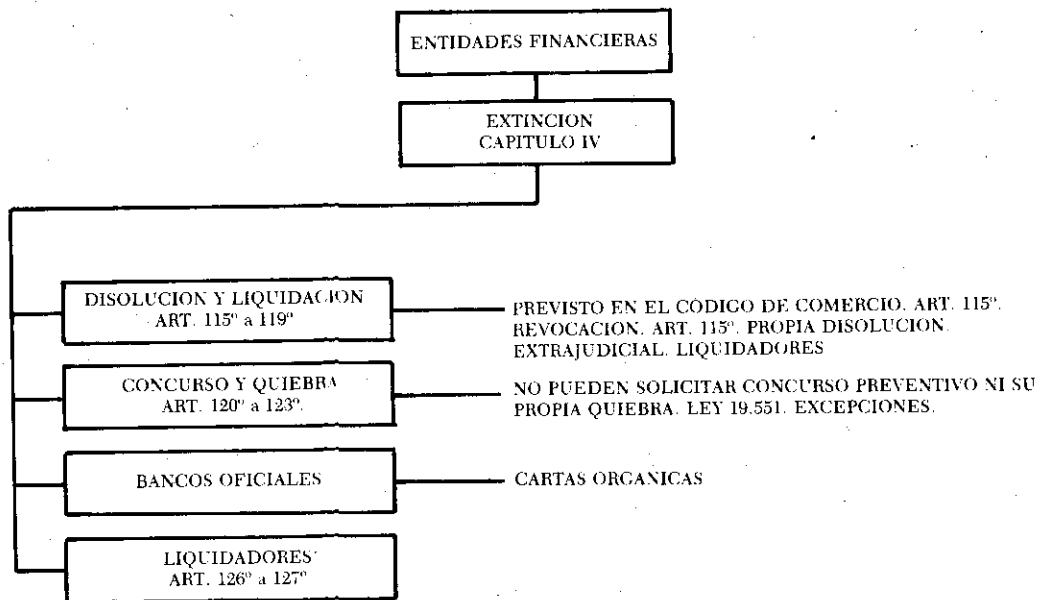 ENTIDADES FINANCIERAS
EXTINCION
CAPITULO IV
DISOLUCION Y LIQUIDACION
ART. 115º a 119º
PREVISTO EN EL CODIGO DE COMERCIO. ART. 115º.
REVOCACION. ART. 115º. PROPIA DISOLUCION.
EXTRAJUDICIAL. LIQUIDADORES
CONCURSO Y QUIEBRA
ART. 120º a 123º.
NO PUEDEN SOLICITAR CONCURSO PREVENTIVO NI SU
PROPIA QUIEBRA. LEY 19.551. EXCEPCIONES.
BANCOS OFICIALES
CARTAS ORGANICAS
LIQUIDADORES
ART. 126º a 127º